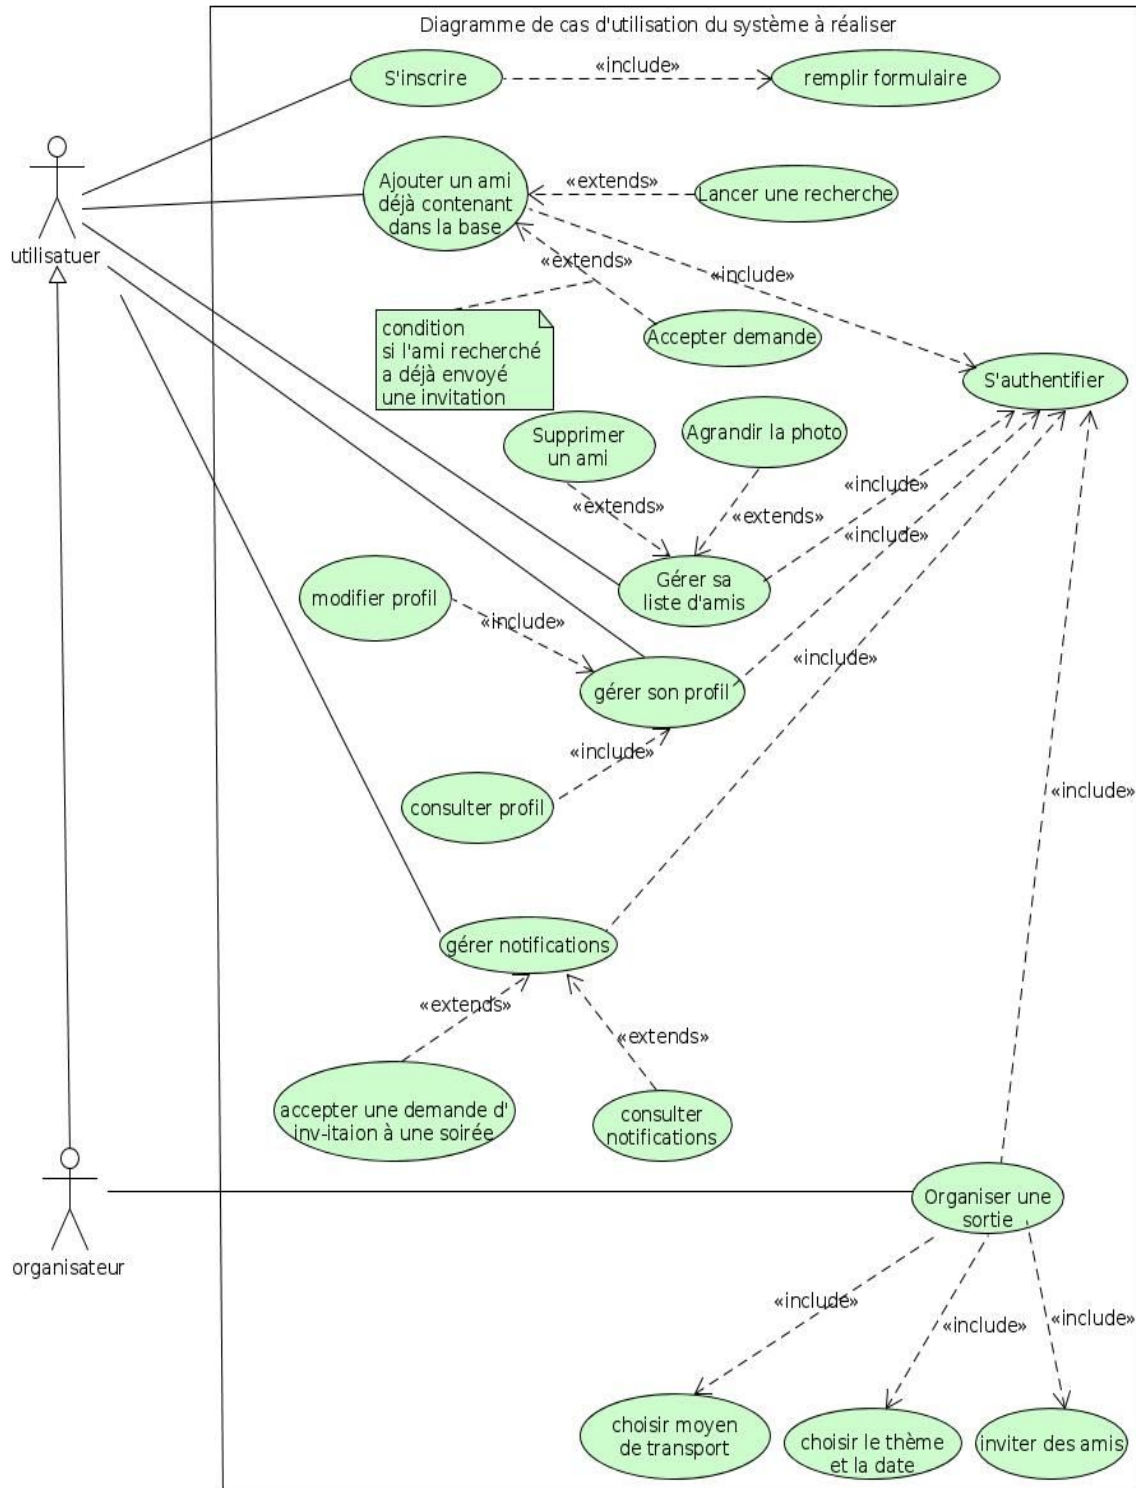 Diagramme de cas d'utilisation du système à réaliser
S'inscrire
«include»
remplir formulaire
utilisatuer
Ajouter un ami
déjà contenant
dans la base
«extends»
Lancer une recherche
«extends»
«include»
condition
si l'ami recherché
a déjà envoyé
une invitation
Accepter demande
S'authentifier
Supprimer
un ami
Agrandir la photo
«extends»
«extends»
«include»
«include»
Gérer sa
liste d'amis
modifier profil
«include»
«include»
gérer son profil
«include»
consulter profil
«include»
gérer notifications
«extends»
«extends»
accepter une demande d'
inv-itaion à une soirée
consulter
notifications
organisateur
Organiser une
sortie
«include»
«include»
«include»
choisir moyen
de transport
choisir le thème
et la date
inviter des amis